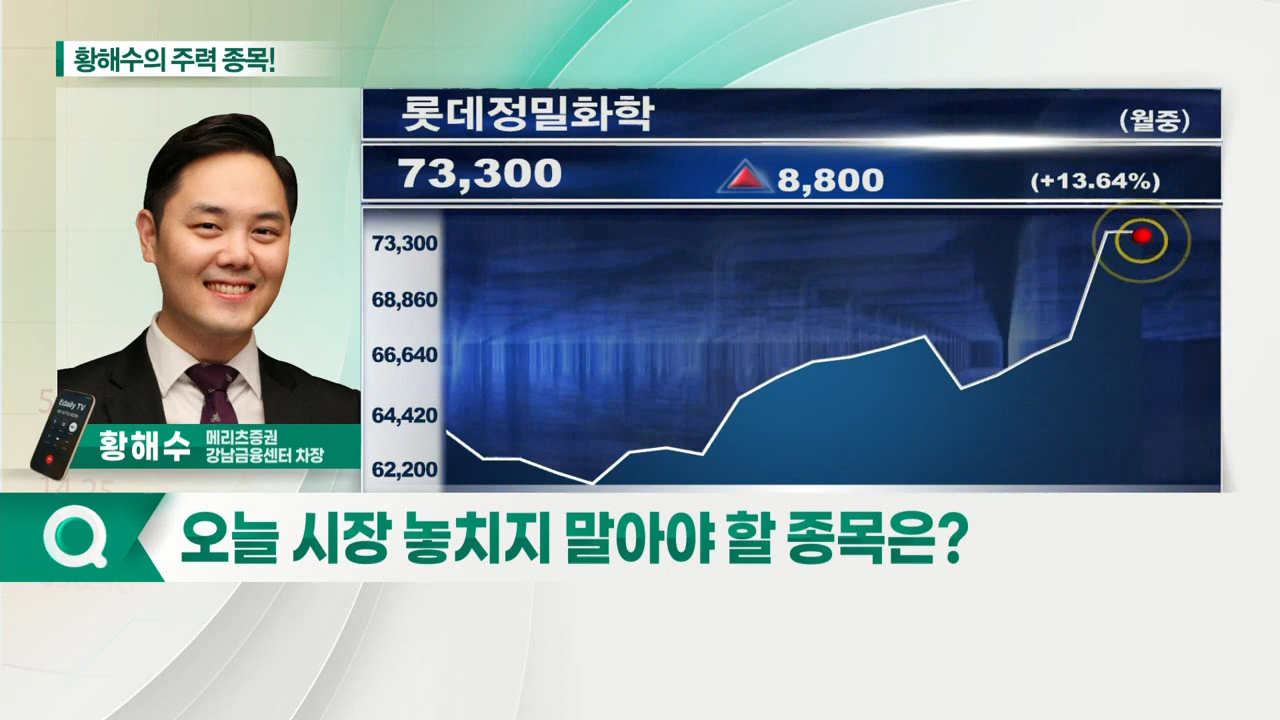 황해수의 주력 종목!
롯데정밀화학
(월중)
73,300
8,800
(+13.64%)
73,300
68,860
66,640
64,420
62,200
Edaily TV
황해수
메리츠증권
강남금융센터 차장
오늘 시장 놓치지 말아야 할 종목은?